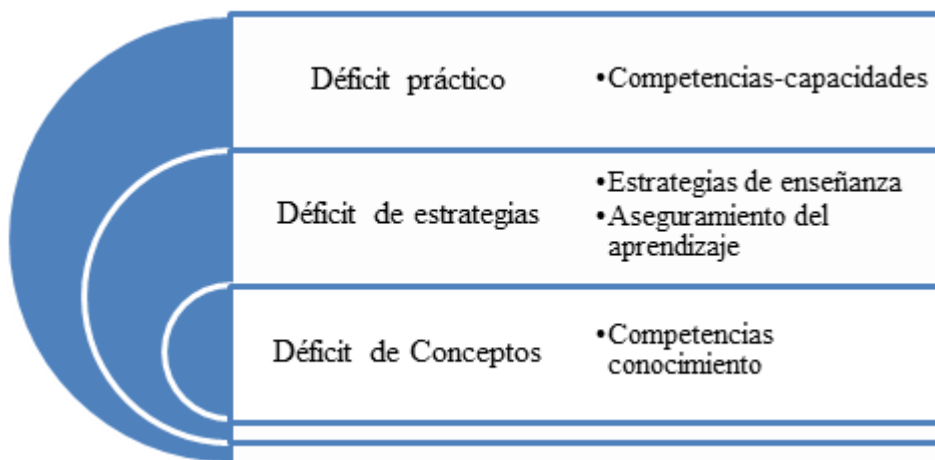 Déficit práctico
•Competencias-capacidades
Déficit de estrategias
•Estrategias de enseñanza
•Aseguramiento del
aprendizaje
Déficit de Conceptos
•Competencias
conocimiento